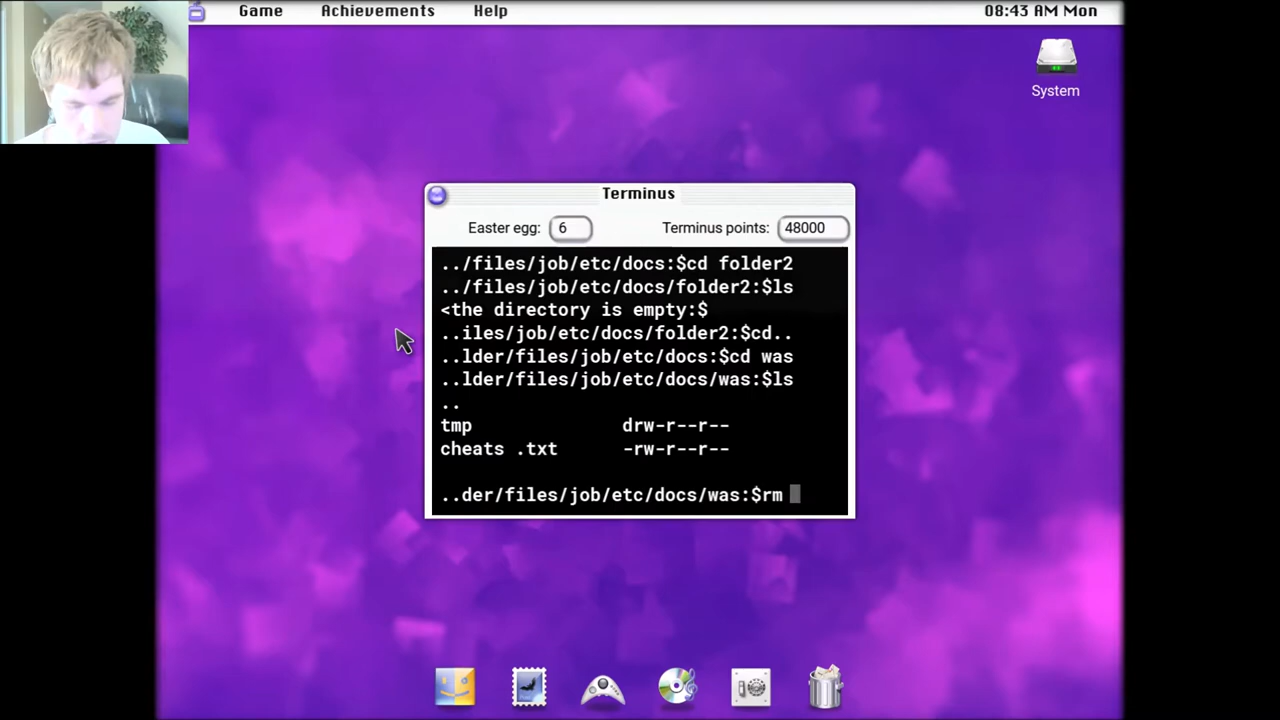 Game Achievements Help 08:43 AM Mon
System
Terminus
Easter egg: 6 Terminus points: 48000
../files/job/etc/docs:$cd folder2
../files/job/etc/docs/folder2:$ls
<the directory is empty:$
..iles/job/etc/docs/folder2:$cd..
..lder/files/job/etc/docs:$cd was
..lder/files/job/etc/docs/was:$ls
..
tmp drw-r--r--
cheats .txt -rw-r--r--
..der/files/job/etc/docs/was:$rm